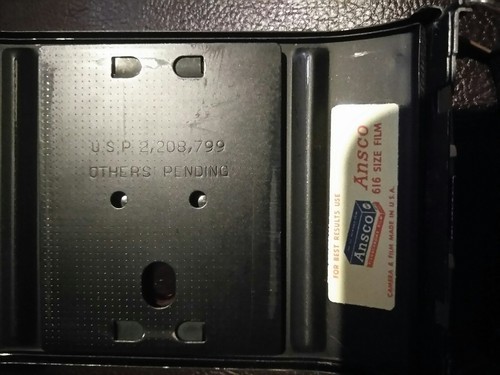 U.S.P. 2,208,799
OTHERS PENDING
FOR BEST RESULTS USE
Ansco
Ansco
616 SIZE FILM
CAMERA & FILM MADE IN U.S.A.